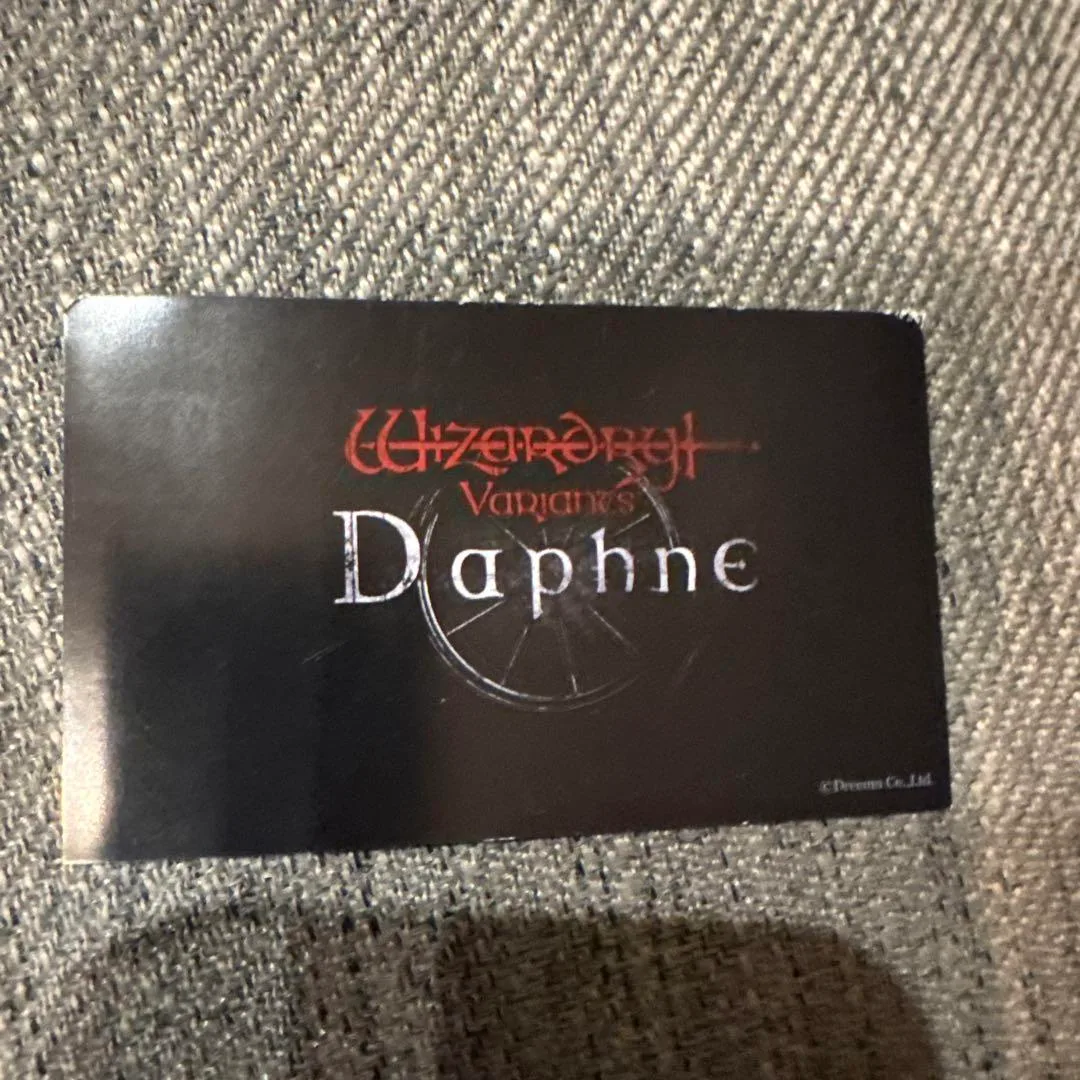 Wizardry
Variants
Daphne
©Drecom Co.,Ltd.